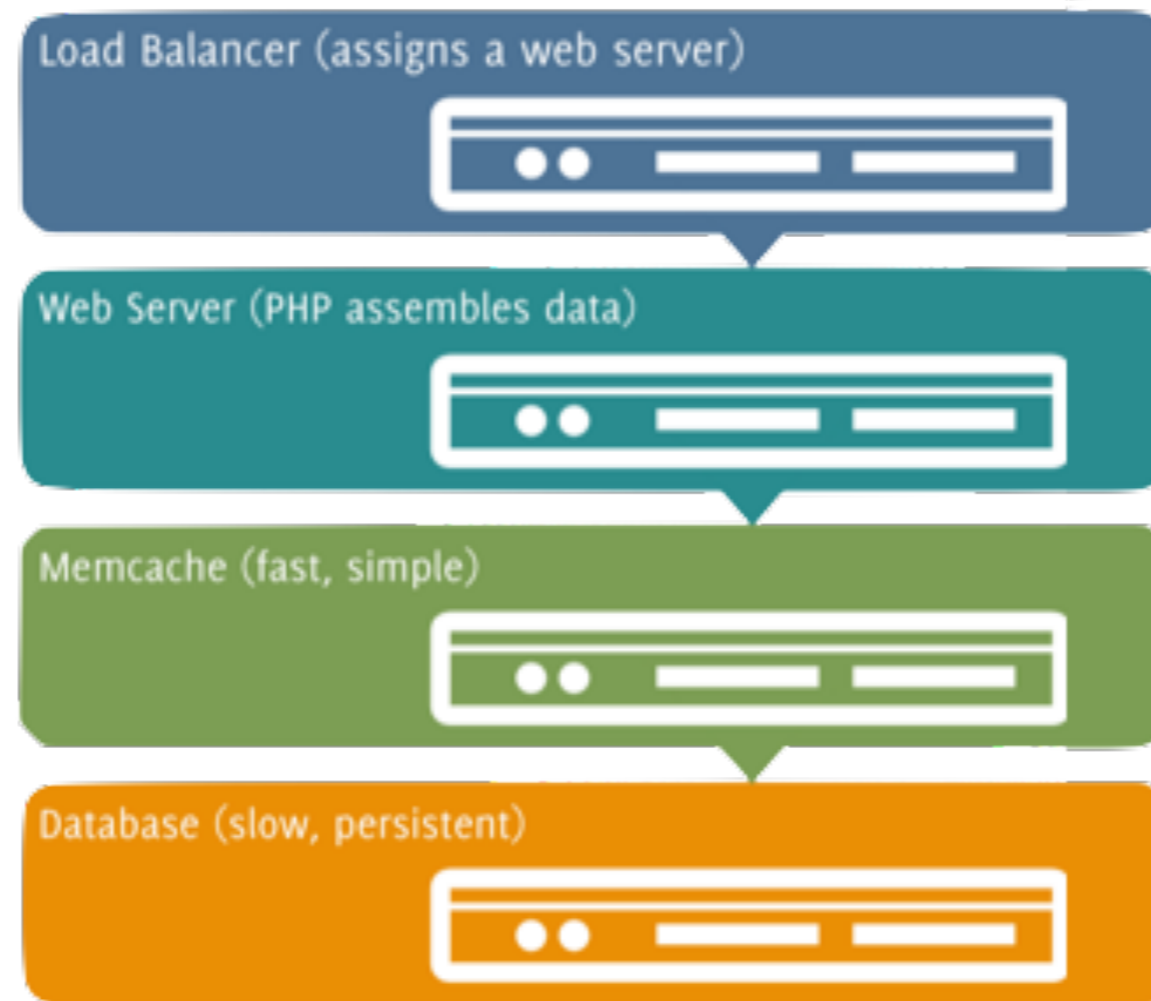 Load Balancer (assigns a web server)
Web Server (PHP assembles data)
Memcache (fast, simple)
Database (slow, persistent)